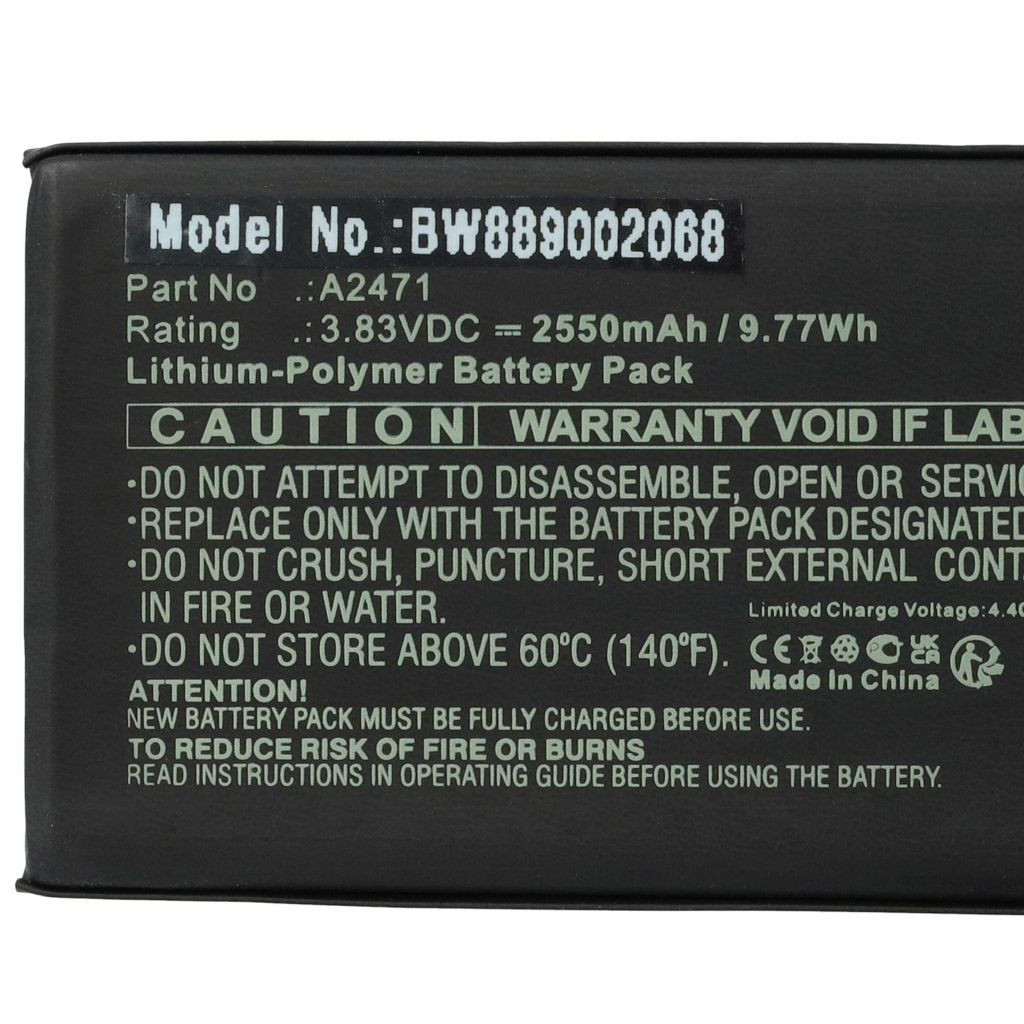 Model No.:BW889002068
Part No .:A2471
Rating .:3.83VDC ⎓ 2550mAh / 9.77Wh
Lithium-Polymer Battery Pack
CAUTION WARRANTY VOID IF LAB
·DO NOT ATTEMPT TO DISASSEMBLE, OPEN OR SERVIC
·REPLACE ONLY WITH THE BATTERY PACK DESIGNATED
·DO NOT CRUSH, PUNCTURE, SHORT EXTERNAL CONT
IN FIRE OR WATER.
Limited Charge Voltage:4.40
·DO NOT STORE ABOVE 60ºC (140ºF).
CE UK CA
Made In China
ATTENTION!
NEW BATTERY PACK MUST BE FULLY CHARGED BEFORE USE.
TO REDUCE RISK OF FIRE OR BURNS
READ INSTRUCTIONS IN OPERATING GUIDE BEFORE USING THE BATTERY.